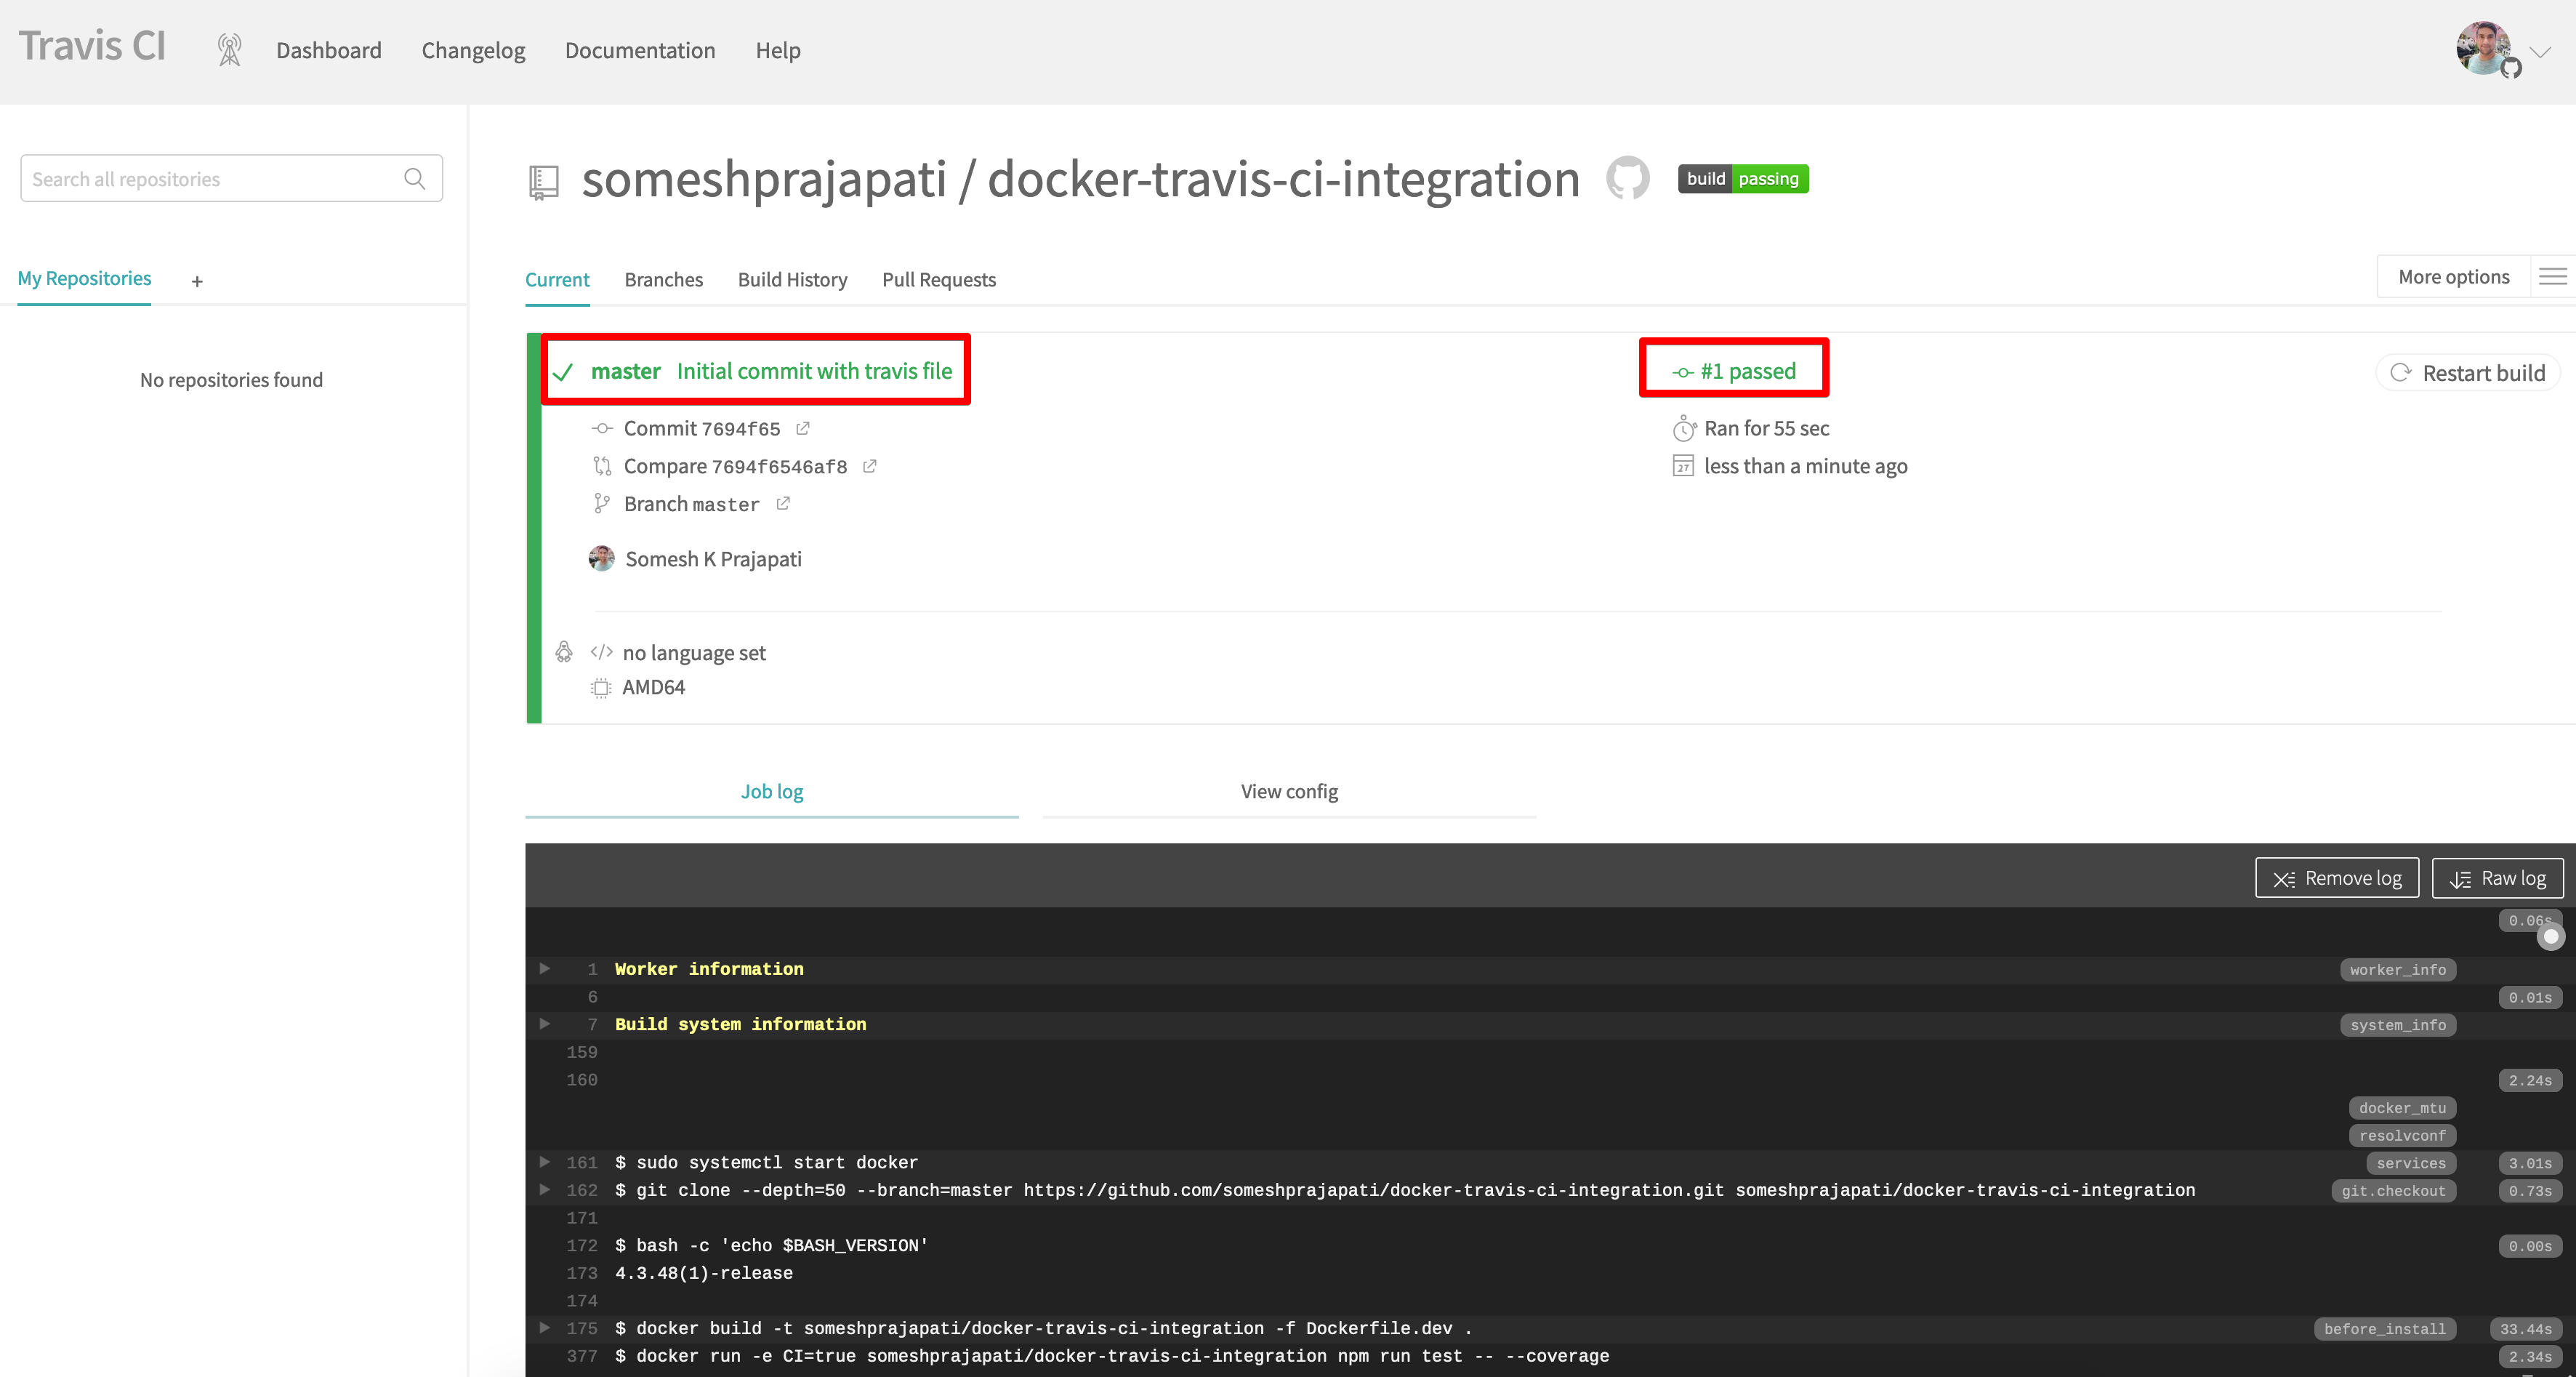 Travis CI
Dashboard Changelog Documentation Help
Search all repositories
My Repositories +
No repositories found
someshprajapati / docker-travis-ci-integration build passing
Current Branches Build History Pull Requests More options
master Initial commit with travis file #1 passed Restart build
Commit 7694f65 Ran for 55 sec
Compare 7694f6546af8 27 less than a minute ago
Branch master
Somesh K Prajapati
</> no language set
AMD64
Job log View config
Remove log Raw log
0.06s
1 Worker information worker_info
6 0.01s
7 Build system information system_info
159
160 2.24s
docker_mtu
resolvconf
161 $ sudo systemctl start docker services 3.01s
162 $ git clone --depth=50 --branch=master https://github.com/someshprajapati/docker-travis-ci-integration.git someshprajapati/docker-travis-ci-integration git.checkout 0.73s
171
172 $ bash -c 'echo $BASH_VERSION' 0.00s
173 4.3.48(1)-release
174
175 $ docker build -t someshprajapati/docker-travis-ci-integration -f Dockerfile.dev . before_install 33.44s
377 $ docker run -e CI=true someshprajapati/docker-travis-ci-integration npm run test -- --coverage 2.34s